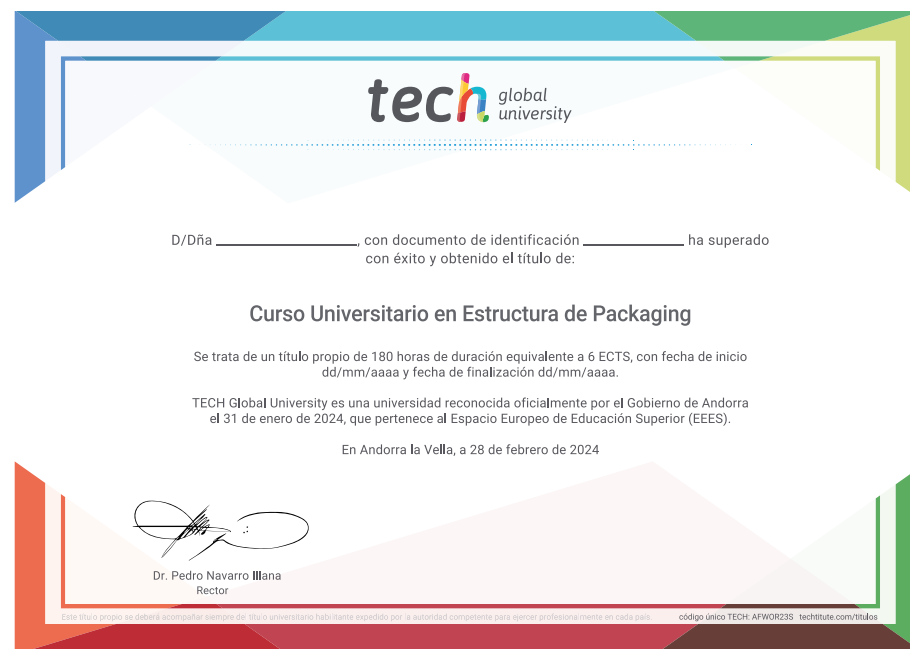 tech global university
D/Dña ____________, con documento de identificación ____________ ha superado
con éxito y obtenido el título de:
Curso Universitario en Estructura de Packaging
Se trata de un título propio de 180 horas de duración equivalente a 6 ECTS, con fecha de inicio
dd/mm/aaaa y fecha de finalización dd/mm/aaaa.
TECH Global University es una universidad reconocida oficialmente por el Gobierno de Andorra
el 31 de enero de 2024, que pertenece al Espacio Europeo de Educación Superior (EEES).
En Andorra la Vella, a 28 de febrero de 2024
Dr. Pedro Navarro Illana
Rector
Este título propio se deberá acompañar siempre del título universitario habilitante expedido por la autoridad competente para ejercer profesionalmente en cada país. código único TECH: AFWOR23S techtitute.com/titulos